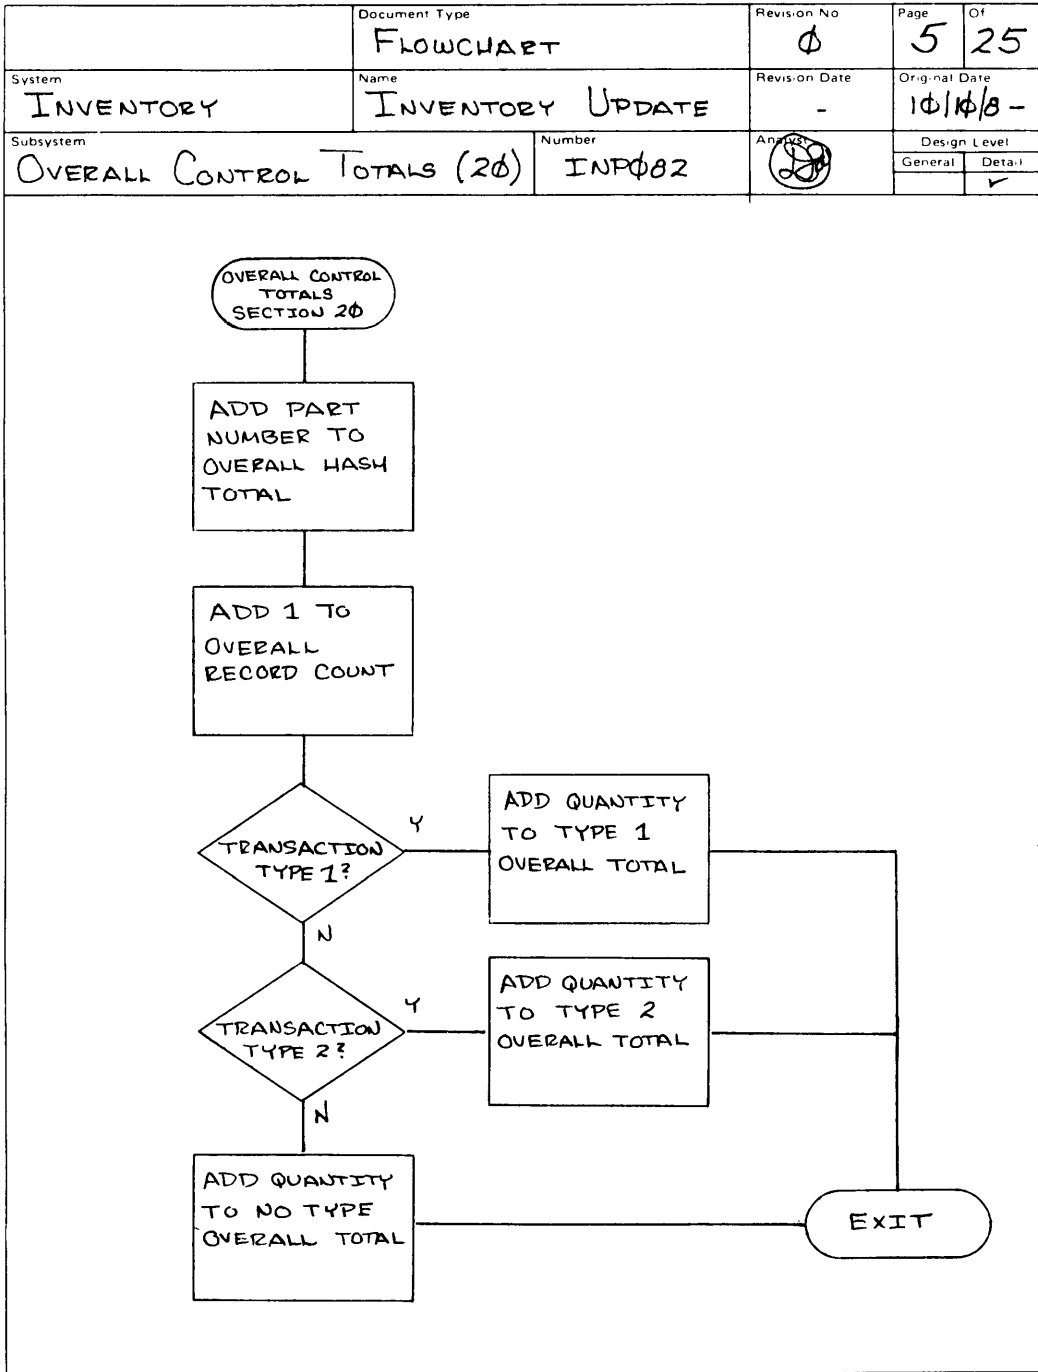 Document Type
FLOWCHART
Revision No
φ
Page
5
Of
25
System
INVENTORY
Name
INVENTORY UPDATE
Revision Date
-
Original Date
1φ/1φ/8-
Subsystem
OVERALL CONTROL TOTALS (2φ)
Number
INPφ82
Analyst
Design Level
General
Detail
✓
OVERALL CONTROL
TOTALS
SECTION 2φ
ADD PART
NUMBER TO
OVERALL HASH
TOTAL
ADD 1 TO
OVERALL
RECORD COUNT
TRANSACTION
TYPE 1?
Y
ADD QUANTITY
TO TYPE 1
OVERALL TOTAL
N
TRANSACTION
TYPE 2?
Y
ADD QUANTITY
TO TYPE 2
OVERALL TOTAL
N
ADD QUANTITY
TO NO TYPE
OVERALL TOTAL
EXIT